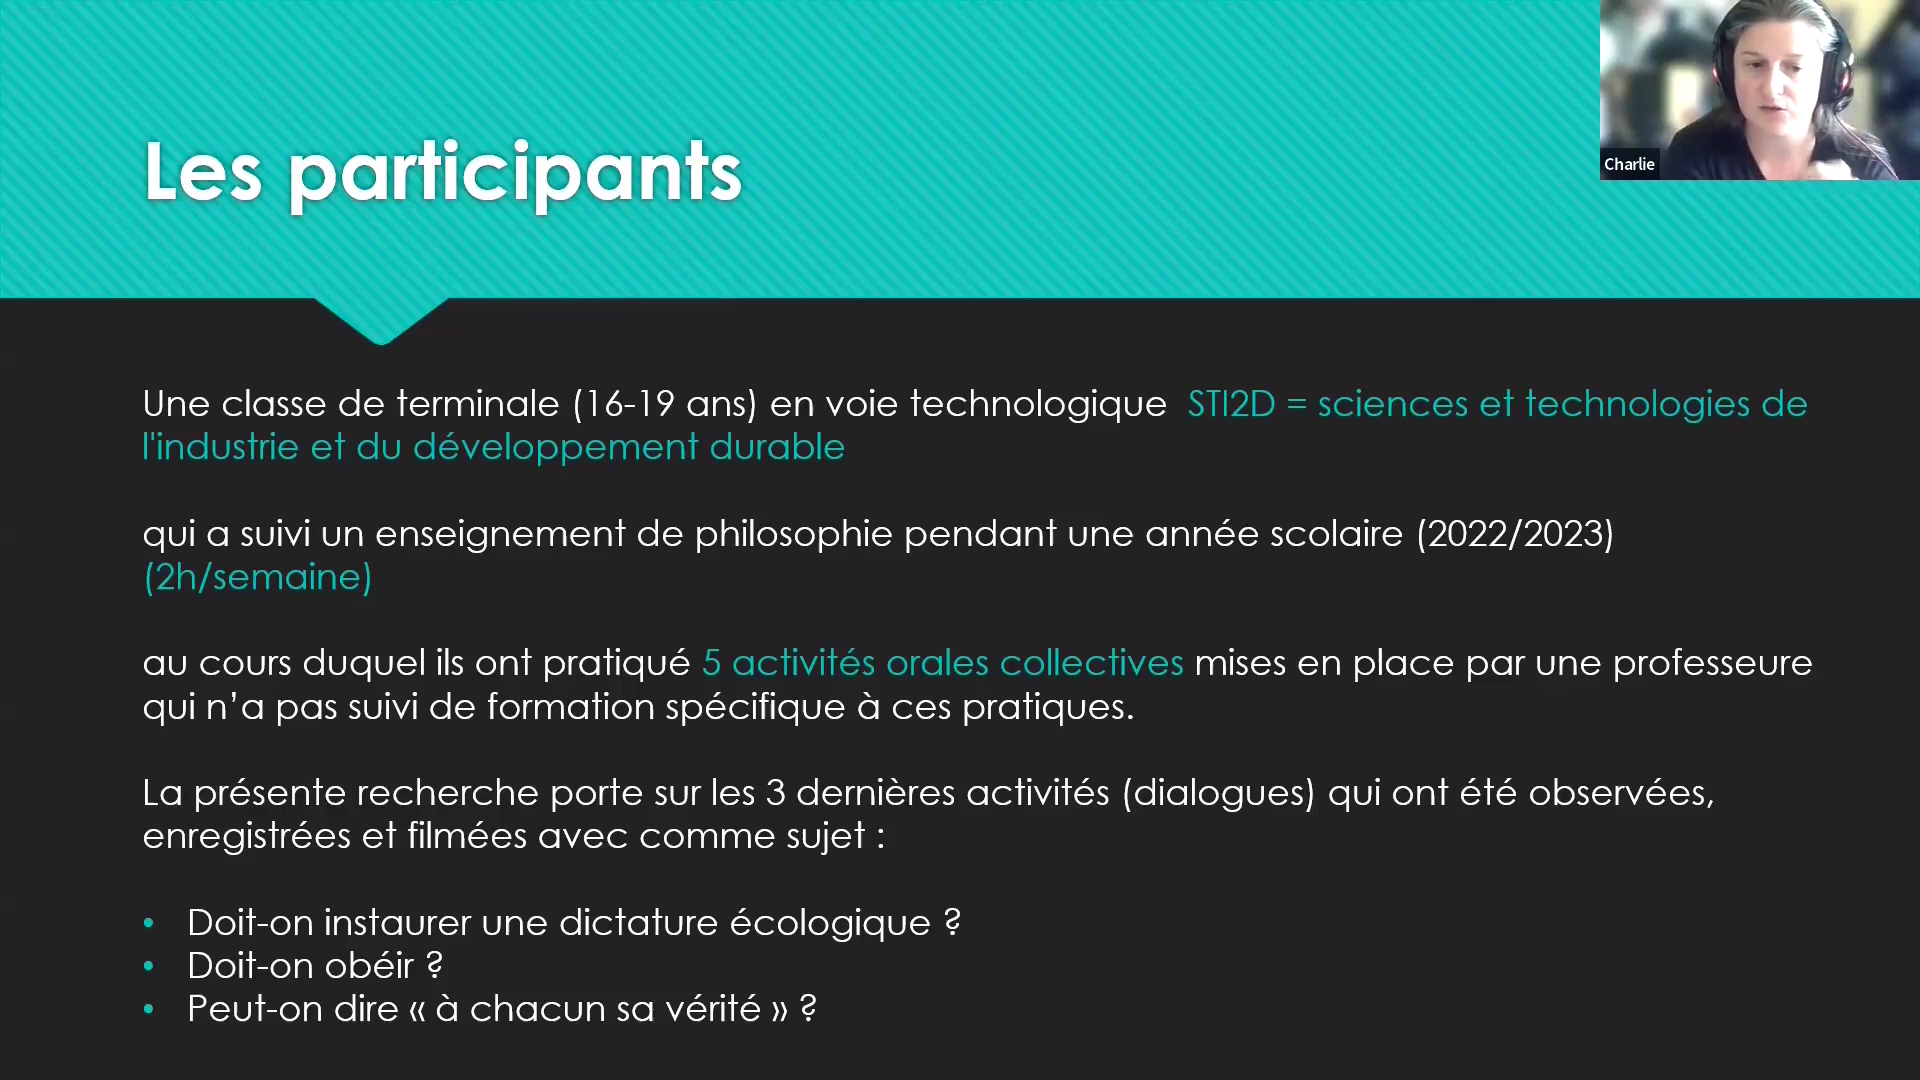 Les participants
Charlie
Une classe de terminale (16-19 ans) en voie technologique STI2D = sciences et technologies de
l'industrie et du développement durable
qui a suivi un enseignement de philosophie pendant une année scolaire (2022/2023)
(2h/semaine)
au cours duquel ils ont pratiqué 5 activités orales collectives mises en place par une professeure
qui n’a pas suivi de formation spécifique à ces pratiques.
La présente recherche porte sur les 3 dernières activités (dialogues) qui ont été observées,
enregistrées et filmées avec comme sujet :
• Doit-on instaurer une dictature écologique ?
• Doit-on obéir ?
• Peut-on dire « à chacun sa vérité » ?